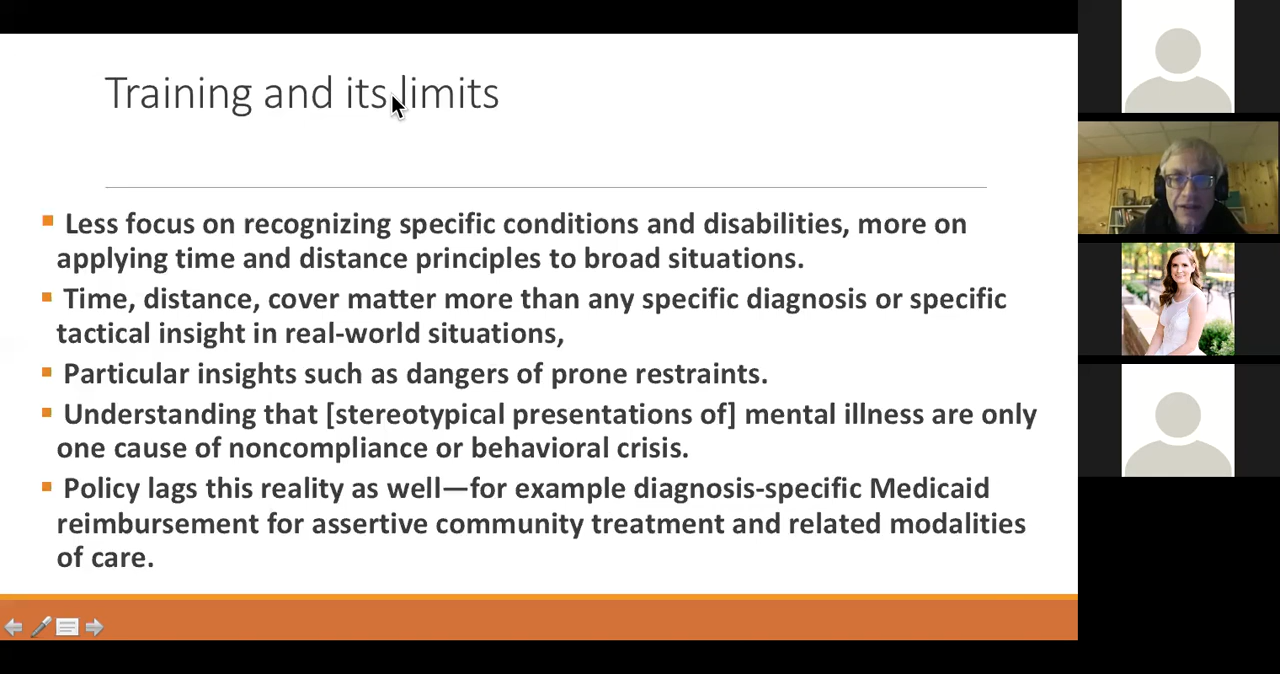 Training and its limits
Less focus on recognizing specific conditions and disabilities, more on
applying time and distance principles to broad situations.
Time, distance, cover matter more than any specific diagnosis or specific
tactical insight in real-world situations,
Particular insights such as dangers of prone restraints.
Understanding that [stereotypical presentations of] mental illness are only
one cause of noncompliance or behavioral crisis.
Policy lags this reality as well—for example diagnosis-specific Medicaid
reimbursement for assertive community treatment and related modalities
of care.